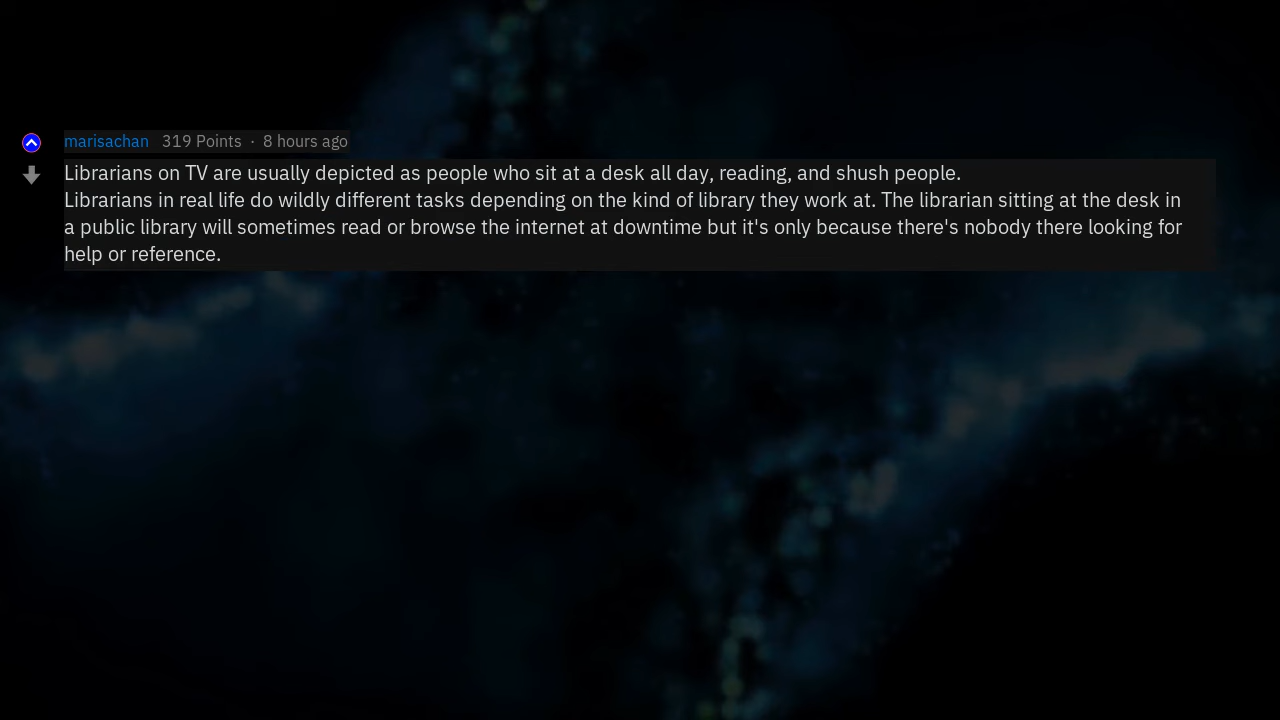 marisachan 319 Points · 8 hours ago
Librarians on TV are usually depicted as people who sit at a desk all day, reading, and shush people.
Librarians in real life do wildly different tasks depending on the kind of library they work at. The librarian sitting at the desk in
a public library will sometimes read or browse the internet at downtime but it's only because there's nobody there looking for
help or reference.